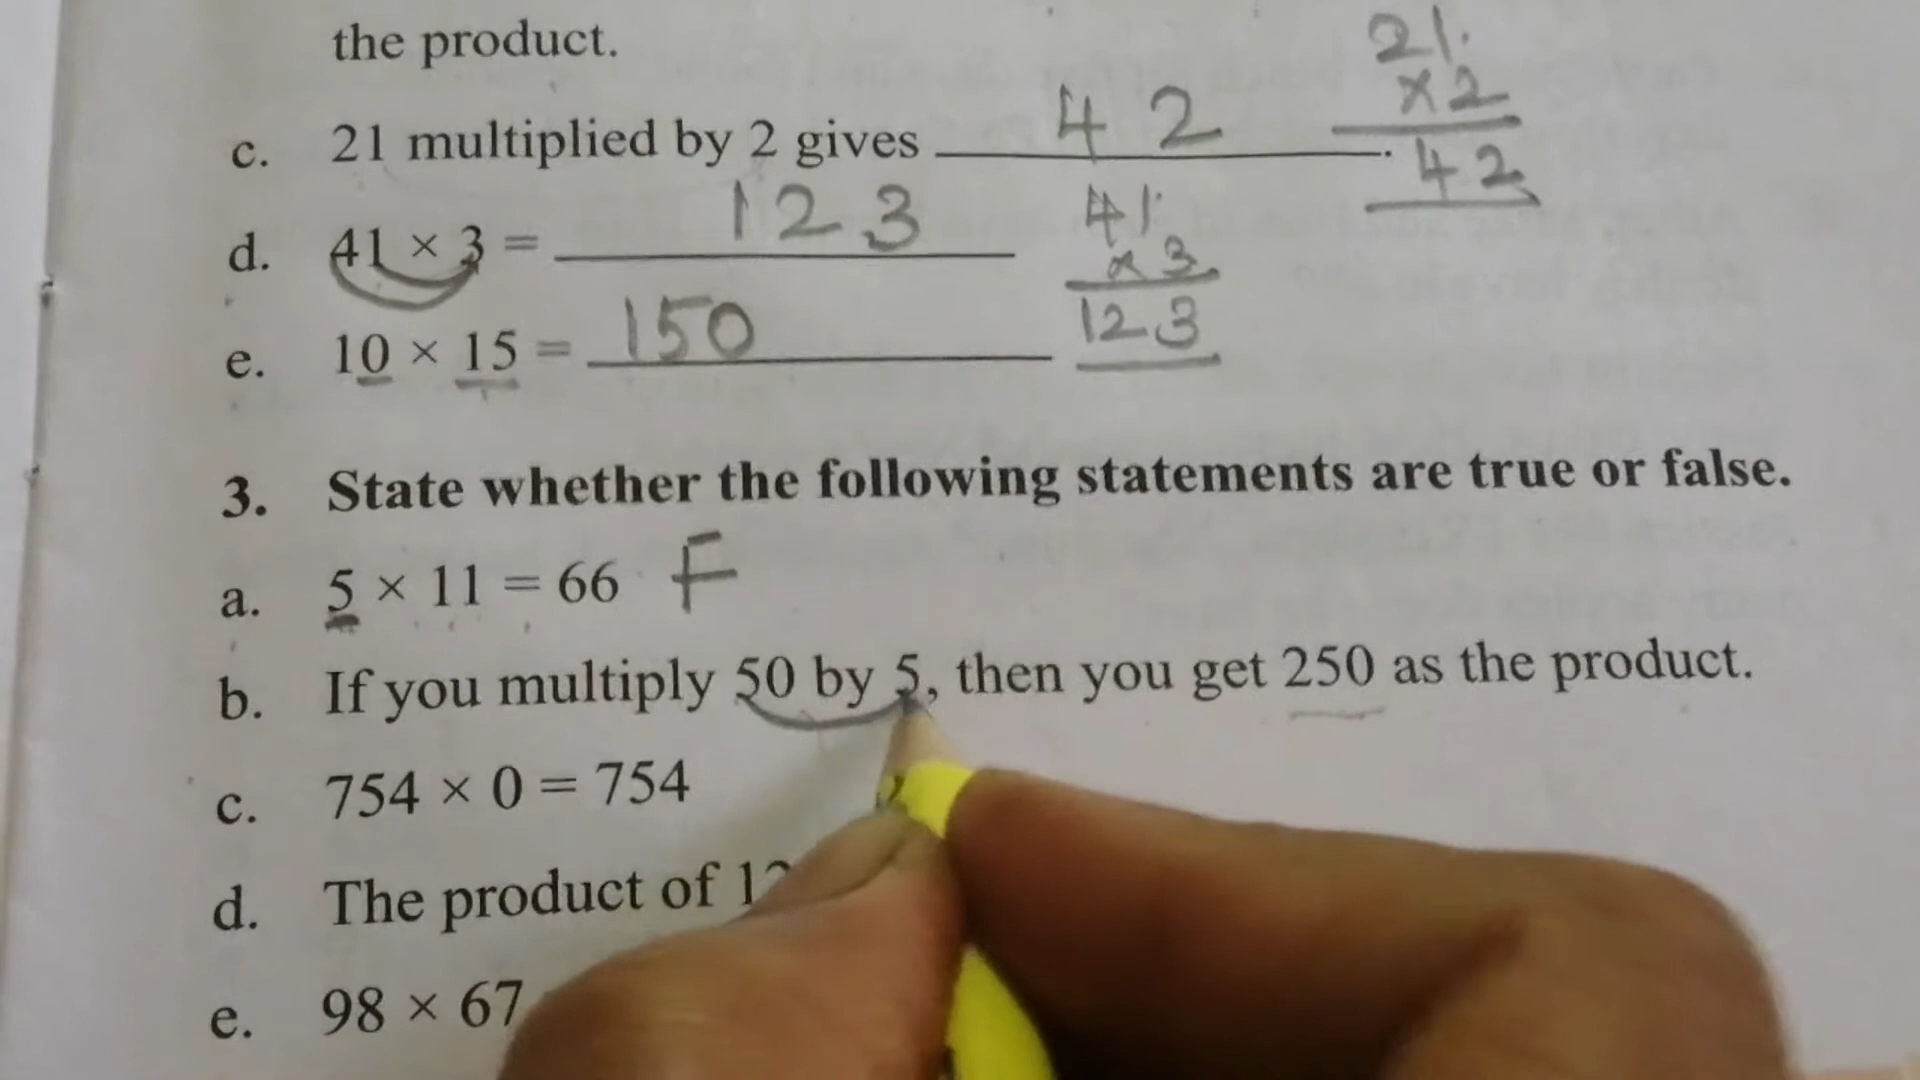 the product.
c. 21 multiplied by 2 gives 42.
21
×2
42
d. 41 × 3 = 123
41
×3
123
e. 10 × 15 = 150
3. State whether the following statements are true or false.
a. 5 × 11 = 66 F
b. If you multiply 50 by 5, then you get 250 as the product.
c. 754 × 0 = 754
d. The product of
e. 98 × 67